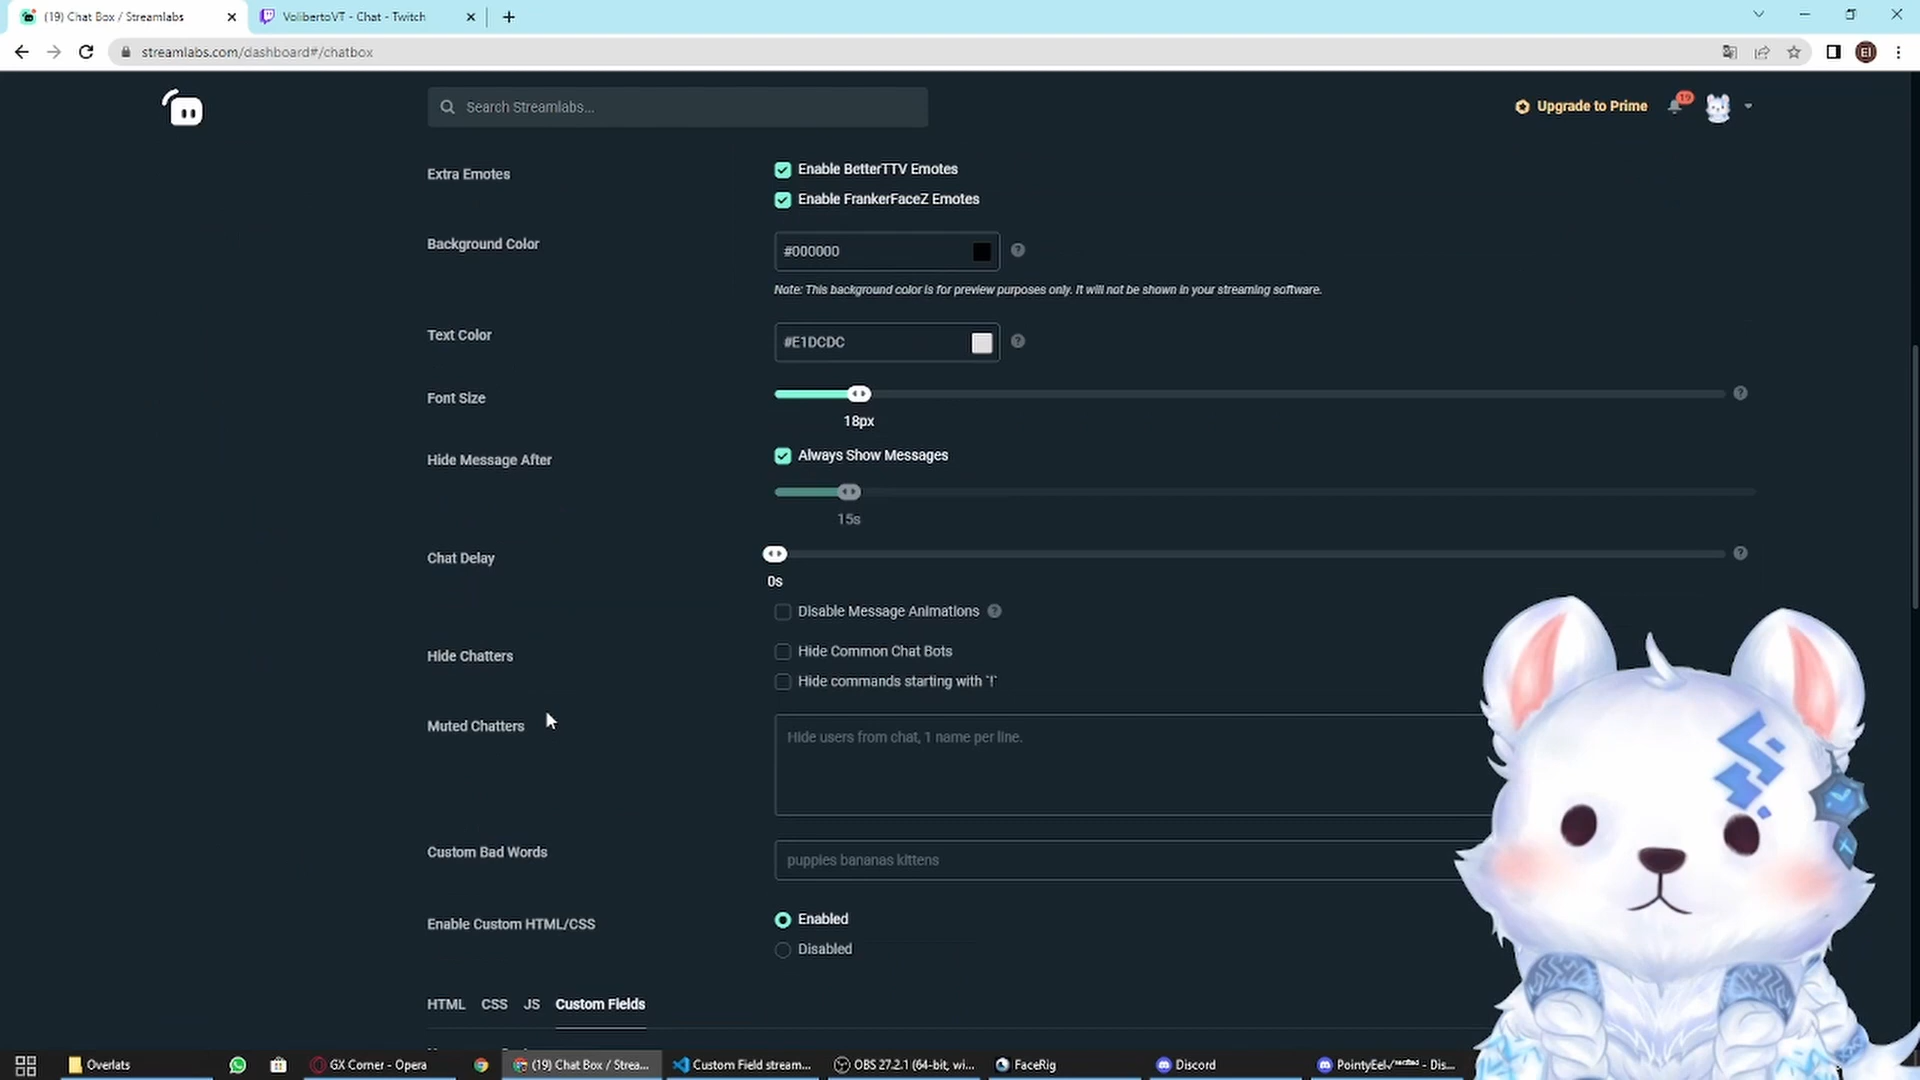 (19) Chat Box / Streamlabs
VolibertoVT - Chat - Twitch
streamlabs.com/dashboard#/chatbox
EI
Search Streamlabs...
Upgrade to Prime
19
Extra Emotes
Enable BetterTTV Emotes
Enable FrankerFaceZ Emotes
Background Color
#000000
Note: This background color is for preview purposes only. It will not be shown in your streaming software.
Text Color
#E1DCDC
Font Size
18px
Hide Message After
Always Show Messages
15s
Chat Delay
0s
Disable Message Animations
Hide Chatters
Hide Common Chat Bots
Hide commands starting with `!`
Muted Chatters
Hide users from chat, 1 name per line.
Custom Bad Words
puppies bananas kittens
Enable Custom HTML/CSS
Enabled
Disabled
HTML CSS JS Custom Fields
Overlats
GX Corner - Opera
(19) Chat Box / Strea...
Custom Field stream...
OBS 27.2.1 (64-bit, wi...
FaceRig
Discord